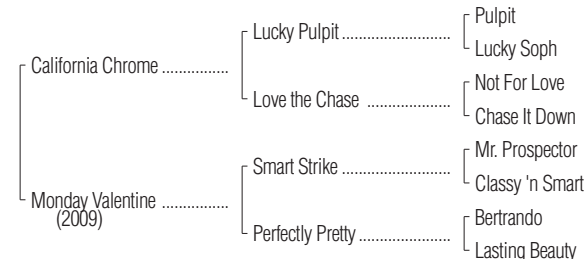 Pulpit
Lucky Pulpit ........................
Lucky Soph
California Chrome ................
Not For Love
Love the Chase ..................
Chase It Down
Mr. Prospector
Smart Strike ........................
Classy 'n Smart
Monday Valentine ................
(2009)
Bertrando
Perfectly Pretty ....................
Lasting Beauty